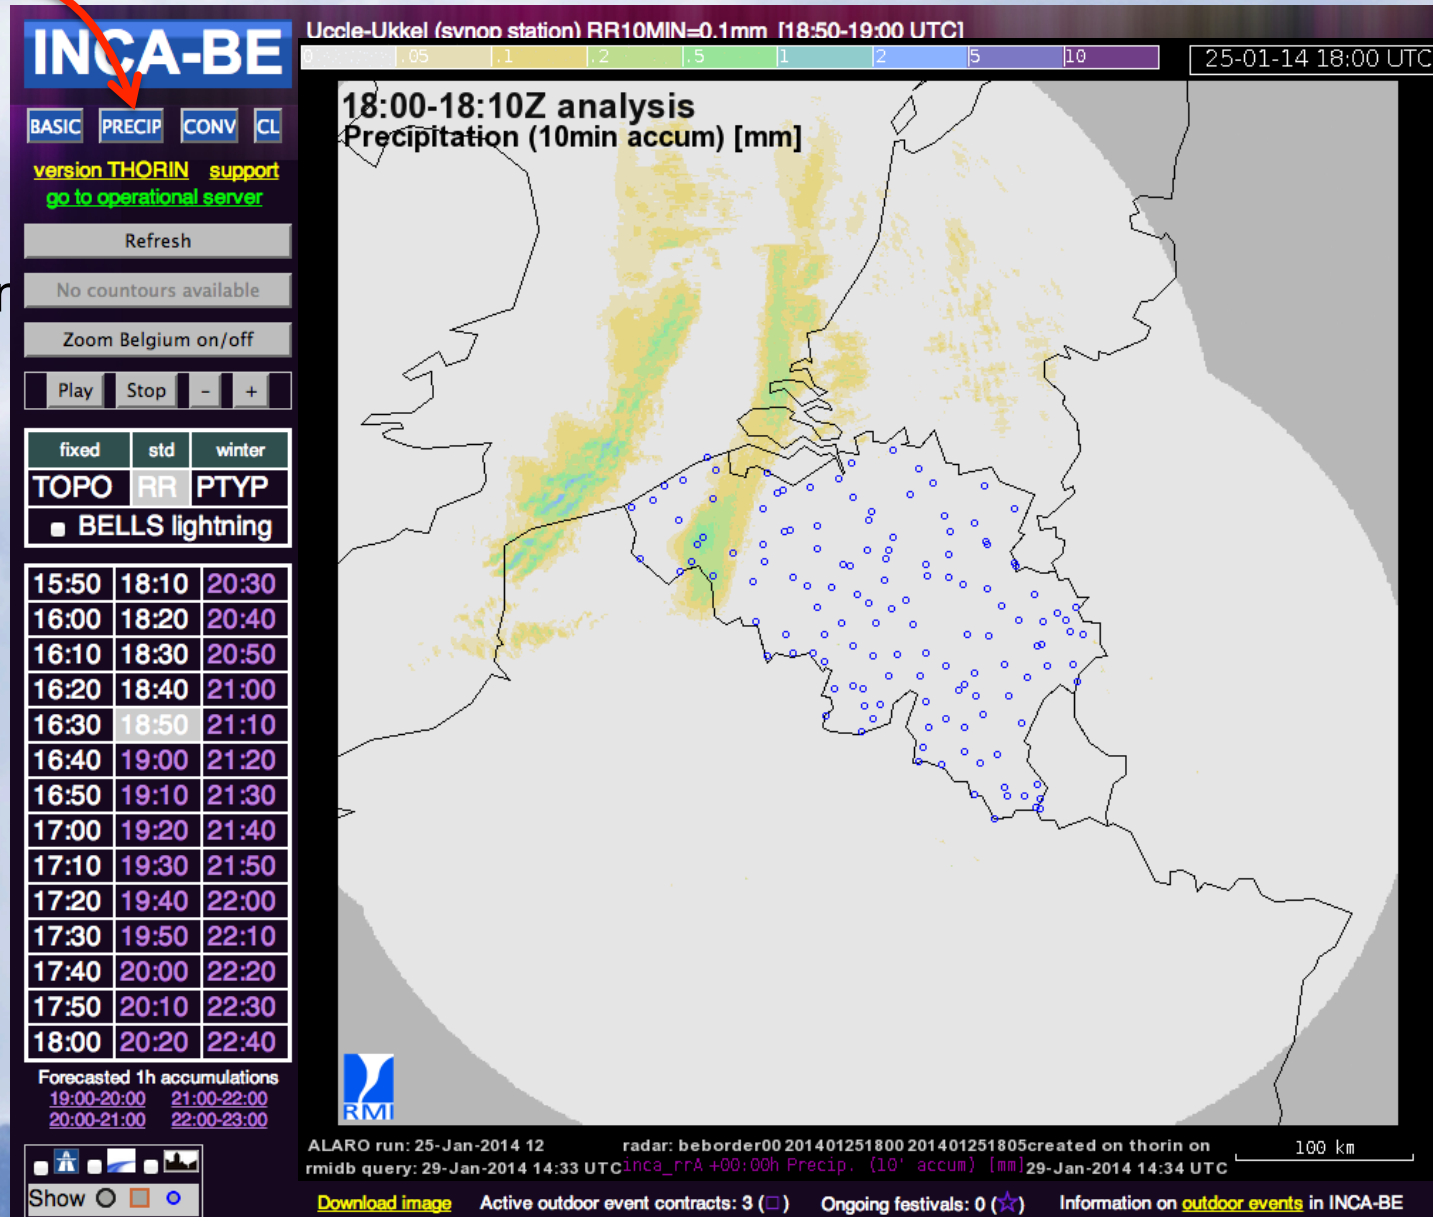 Uccle-Ukkel (synop station) RR10MIN=0.1mm [18:50-19:00 UTC]
INCA-BE
0 .05 .1 .2 .5 1 2 5 10
25-01-14 18:00 UTC
18:00-18:10Z analysis
Precipitation (10min accum) [mm]
BASIC PRECIP CONV CL
version THORIN support
go to operational server
Refresh
No countours available
Zoom Belgium on/off
Play Stop - +
fixed std winter
TOPO RR PTYP
BELLS lightning
15:50 18:10 20:30
16:00 18:20 20:40
16:10 18:30 20:50
16:20 18:40 21:00
16:30 18:50 21:10
16:40 19:00 21:20
16:50 19:10 21:30
17:00 19:20 21:40
17:10 19:30 21:50
17:20 19:40 22:00
17:30 19:50 22:10
17:40 20:00 22:20
17:50 20:10 22:30
18:00 20:20 22:40
Forecasted 1h accumulations
19:00-20:00 21:00-22:00
20:00-21:00 22:00-23:00
Show
RMI
ALARO run: 25-Jan-2014 12 radar: beborder00 201401251800 201401251805created on thorin on
rmidb query: 29-Jan-2014 14:33 UTCinca_rrA +00:00h Precip. (10' accum) [mm]29-Jan-2014 14:34 UTC
100 km
Download image Active outdoor event contracts: 3 (□) Ongoing festivals: 0 (☆) Information on outdoor events in INCA-BE